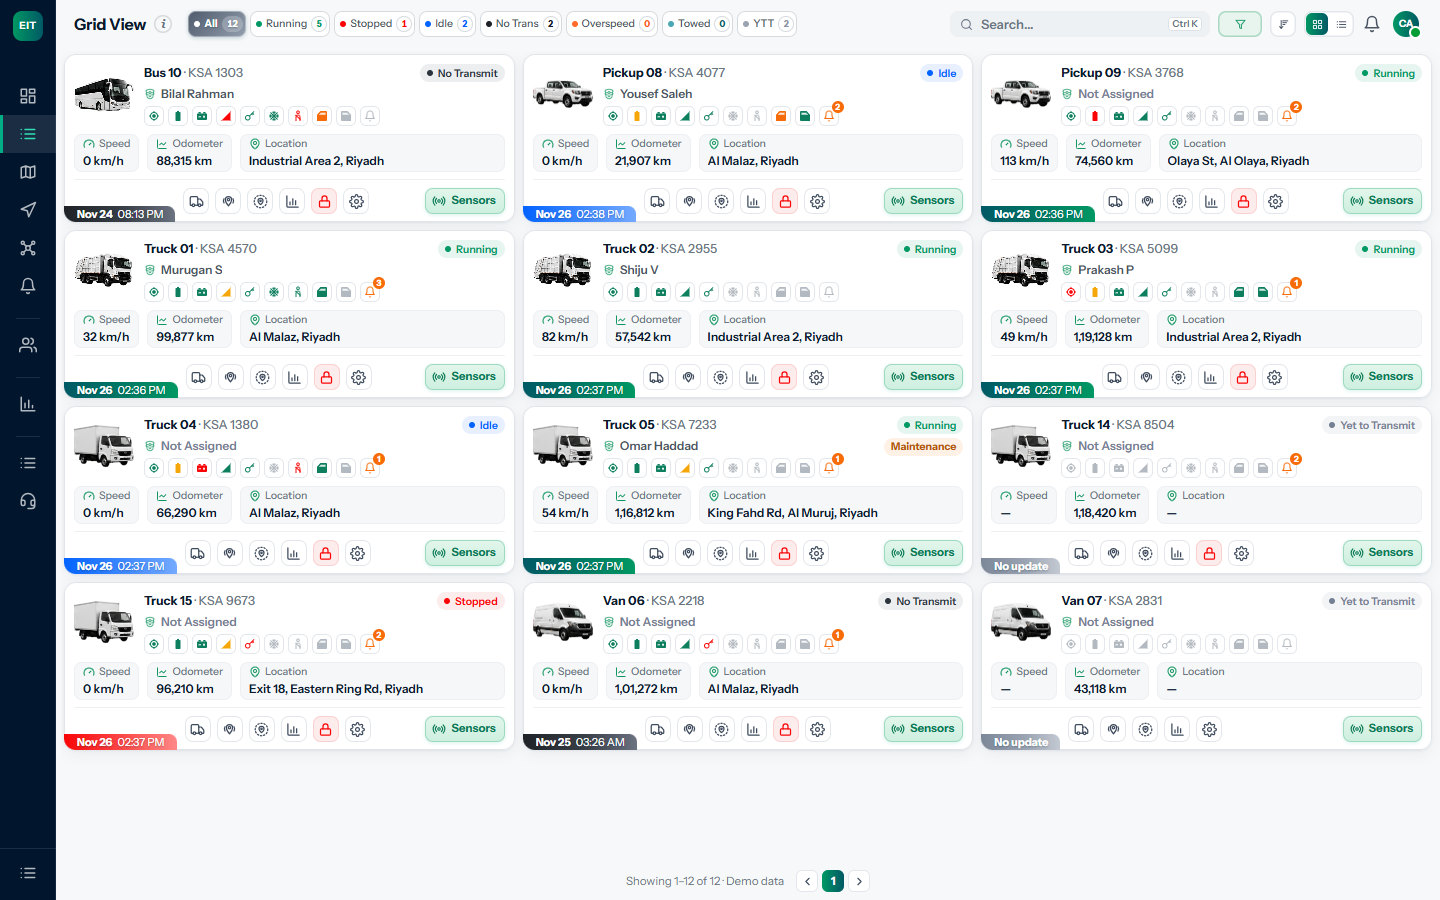 EIT
Grid View
i
All 12
Running 5
Stopped 1
Idle 2
No Trans 2
Overspeed 0
Towed 0
YTT 2
Search...
Ctrl K
CA
Bus 10 · KSA 1303
No Transmit
Bilal Rahman
Speed
0 km/h
Odometer
88,315 km
Location
Industrial Area 2, Riyadh
Nov 24 08:13 PM
Sensors
Pickup 08 · KSA 4077
Idle
Yousef Saleh
2
Speed
0 km/h
Odometer
21,907 km
Location
Al Malaz, Riyadh
Nov 26 02:38 PM
Sensors
Pickup 09 · KSA 3768
Running
Not Assigned
2
Speed
113 km/h
Odometer
74,560 km
Location
Olaya St, Al Olaya, Riyadh
Nov 26 02:36 PM
Sensors
Truck 01 · KSA 4570
Running
Murugan S
3
Speed
32 km/h
Odometer
99,877 km
Location
Al Malaz, Riyadh
Nov 26 02:36 PM
Sensors
Truck 02 · KSA 2955
Running
Shiju V
Speed
82 km/h
Odometer
57,542 km
Location
Industrial Area 2, Riyadh
Nov 26 02:37 PM
Sensors
Truck 03 · KSA 5099
Running
Prakash P
1
Speed
49 km/h
Odometer
1,19,128 km
Location
Industrial Area 2, Riyadh
Nov 26 02:37 PM
Sensors
Truck 04 · KSA 1380
Idle
Not Assigned
1
Speed
0 km/h
Odometer
66,290 km
Location
Al Malaz, Riyadh
Nov 26 02:37 PM
Sensors
Truck 05 · KSA 7233
Running
Omar Haddad
Maintenance
1
Speed
54 km/h
Odometer
1,16,812 km
Location
King Fahd Rd, Al Muruj, Riyadh
Nov 26 02:37 PM
Sensors
Truck 14 · KSA 8504
Yet to Transmit
Not Assigned
2
Speed
—
Odometer
1,18,420 km
Location
—
No update
Sensors
Truck 15 · KSA 9673
Stopped
Not Assigned
2
Speed
0 km/h
Odometer
96,210 km
Location
Exit 18, Eastern Ring Rd, Riyadh
Nov 26 02:37 PM
Sensors
Van 06 · KSA 2218
No Transmit
Not Assigned
1
Speed
0 km/h
Odometer
1,01,272 km
Location
Al Malaz, Riyadh
Nov 25 03:26 AM
Sensors
Van 07 · KSA 2831
Yet to Transmit
Not Assigned
Speed
—
Odometer
43,118 km
Location
—
No update
Sensors
Showing 1–12 of 12 · Demo data
1